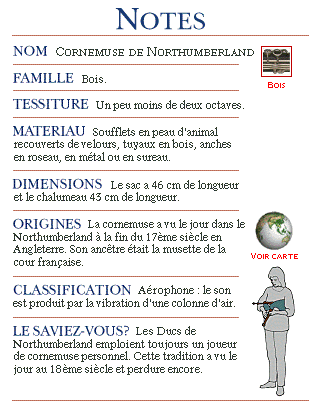 NOTES
NOM CORNEMUSE DE NORTHUMBERLAND
BOIS
FAMILLE Bois.
TESSITURE Un peu moins de deux octaves.
MATERIAU Soufflets en peau d'animal
recouverts de velours, tuyaux en bois, anches
en roseau, en métal ou en sureau.
DIMENSIONS Le sac a 46 cm de longueur
et le chalumeau 43 cm de longueur.
ORIGINES La cornemuse a vu le jour dans le
Northumberland à la fin du 17ème siècle en
Angleterre. Son ancêtre était la musette de la
cour française.
VOIR CARTE
CLASSIFICATION Aérophone : le son
est produit par la vibration d'une colonne d'air.
LE SAVIEZ-VOUS? Les Ducs de
Northumberland emploient toujours un joueur
de cornemuse personnel. Cette tradition a vu le
jour au 18ème siècle et perdure encore.